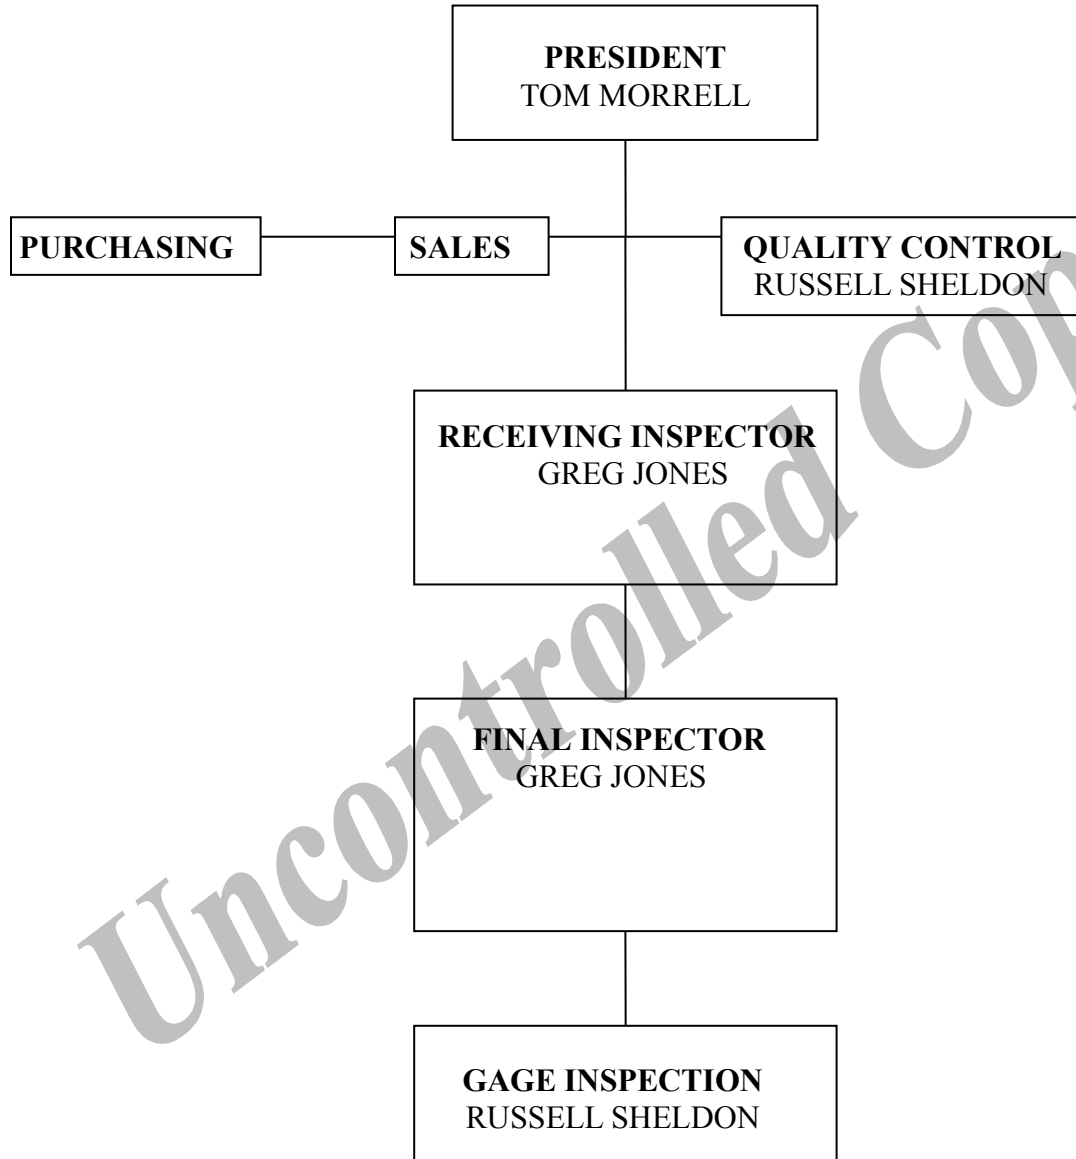 PRESIDENT
TOM MORRELL
PURCHASING
SALES
QUALITY CONTROL
RUSSELL SHELDON
RECEIVING INSPECTOR
GREG JONES
FINAL INSPECTOR
GREG JONES
GAGE INSPECTION
RUSSELL SHELDON
Uncontrolled Cop